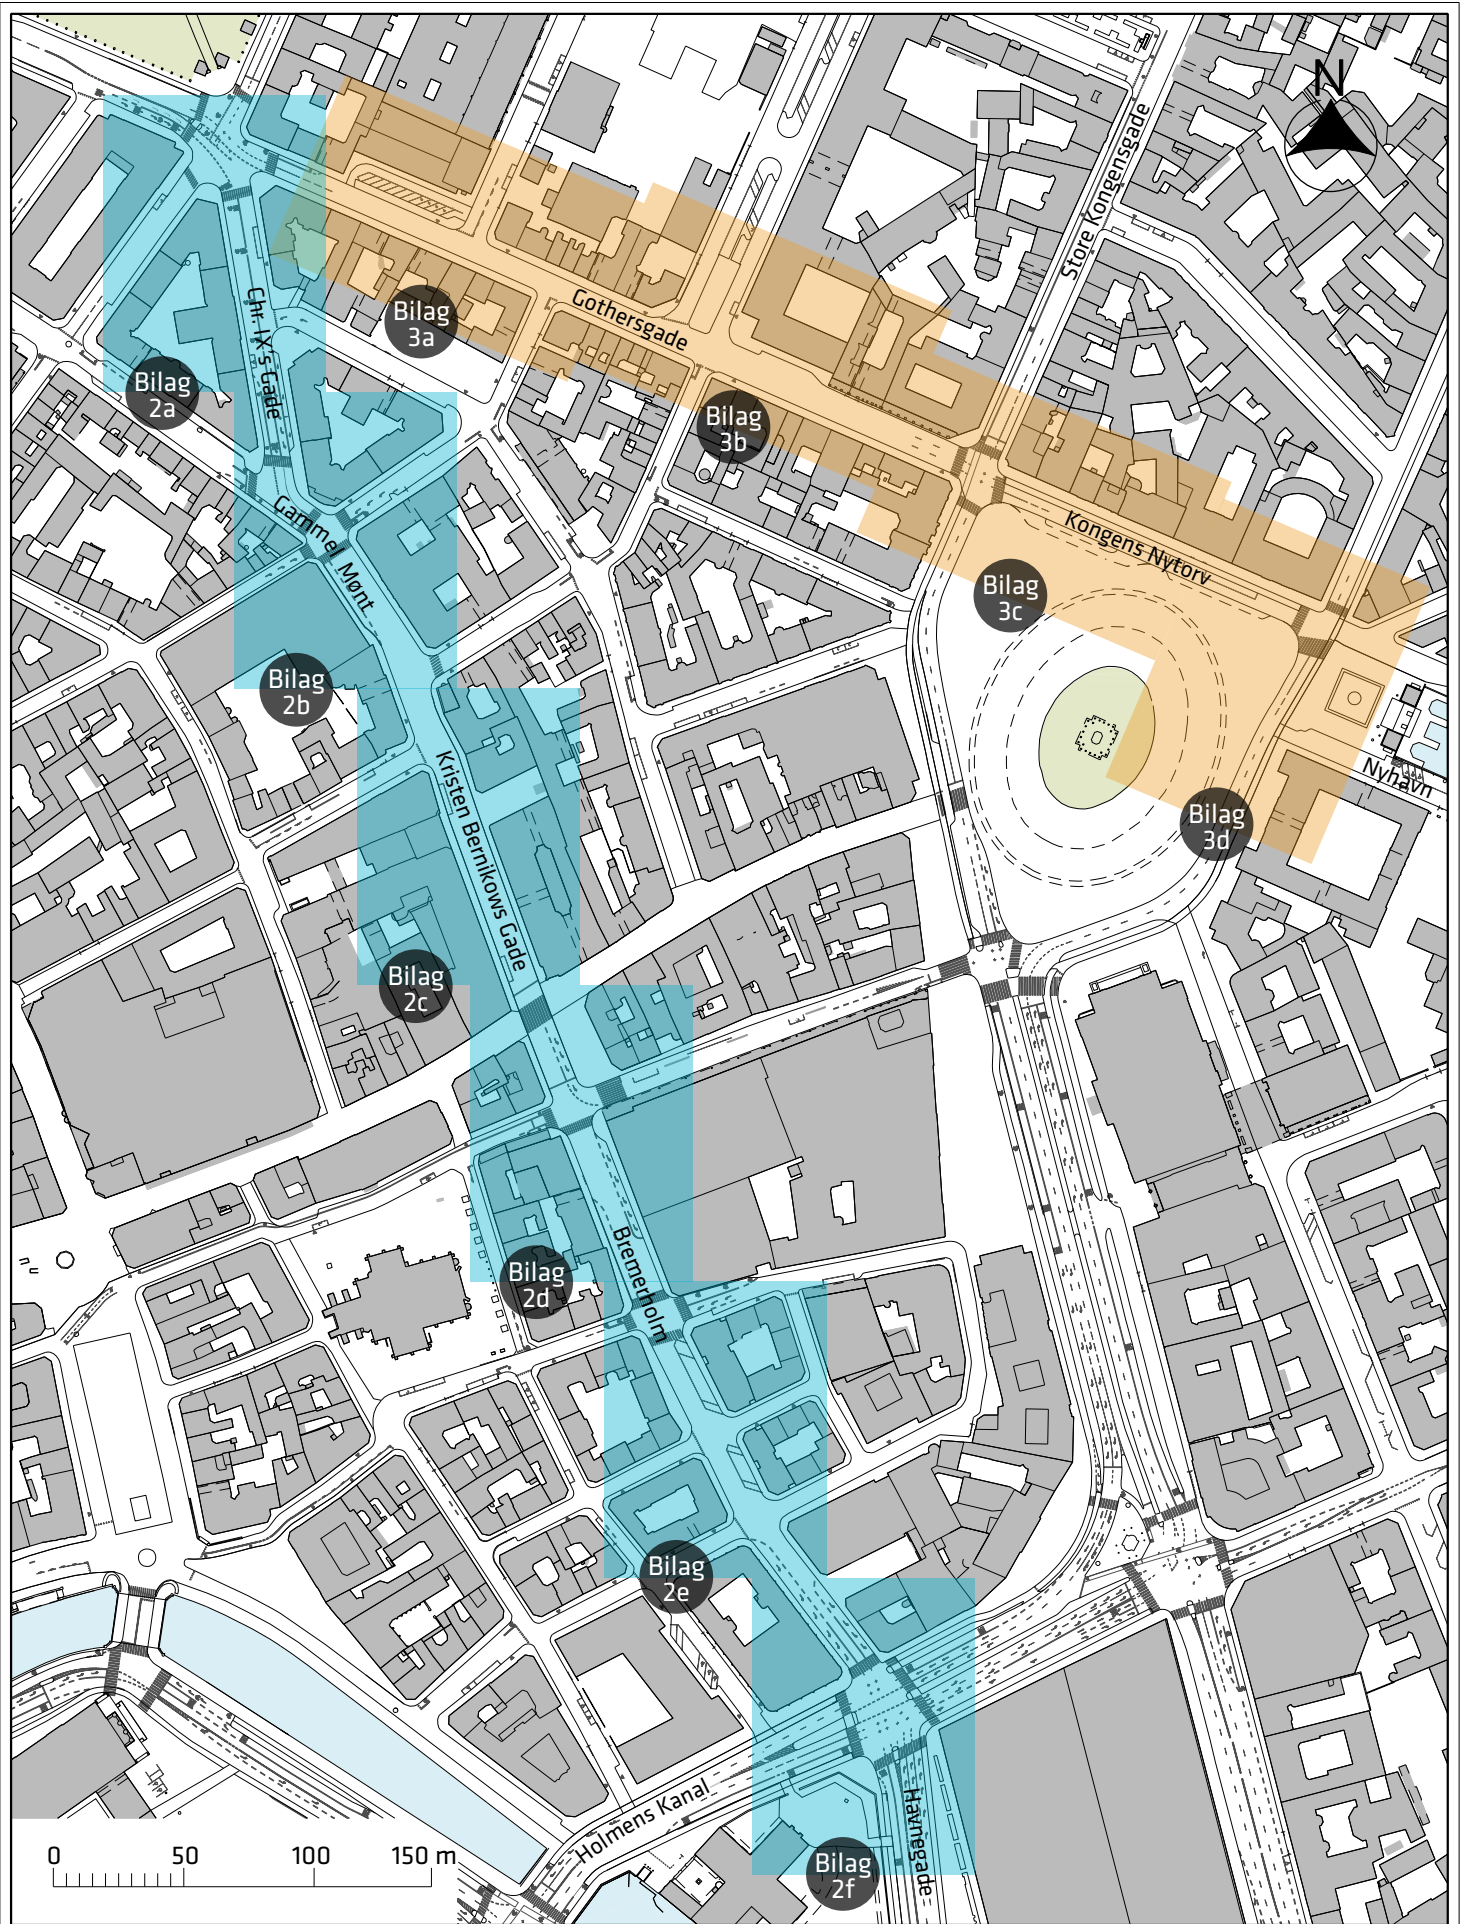 N
Store Kongensgade
Bilag
3a
Gothersgade
Chr. IX's Gade
Bilag
2a
Bilag
3b
Gammel Mønt
Kongens Nytorv
Bilag
3c
Bilag
2b
Nyhavn
Kristen Bernikows Gade
Bilag
3d
Bilag
2c
Bremerholm
Bilag
2d
Bilag
2e
Holmens Kanal
Havnegade
Bilag
2f
0 50 100 150 m